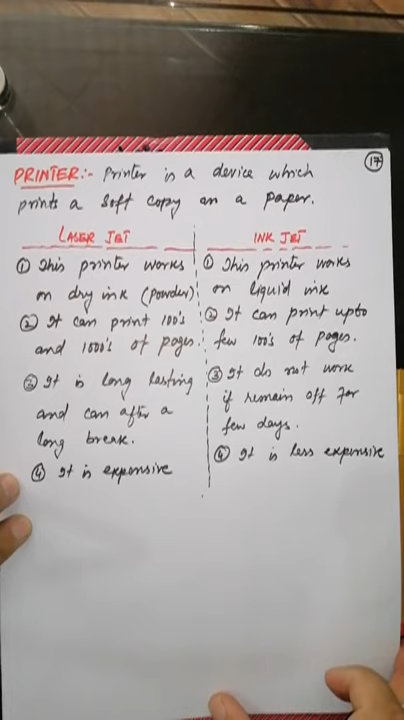 17
PRINTER:- Printer is a device which
prints a soft copy on a paper.
LASER JET
① This printer works
on dry ink (powder)
② It can print 100's
and 1000's of pages.
③ It is long lasting
and can after a
long break.
④ It is expensive
INK JET
① This printer works
on liquid ink
② It can print upto
few 100's of pages.
③ It do not work
if remain off for
few days.
④ It is less expensive